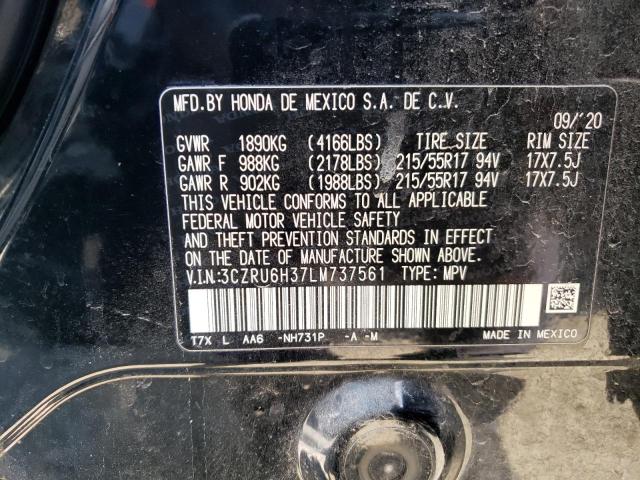 MFD.BY HONDA DE MEXICO S.A. DE C.V.
09/'20
GVWR 1890KG (4166LBS) TIRE SIZE RIM SIZE
GAWR F 988KG (2178LBS) 215/55R17 94V 17X7.5J
GAWR R 902KG (1988LBS) 215/55R17 94V 17X7.5J
THIS VEHICLE CONFORMS TO ALL APPLICABLE
FEDERAL MOTOR VEHICLE SAFETY
AND THEFT PREVENTION STANDARDS IN EFFECT
ON THE DATE OF MANUFACTURE SHOWN ABOVE.
V.I.N:3CZRU6H37LM737561 TYPE: MPV
T7X L AA6 -NH731P -A -M MADE IN MEXICO